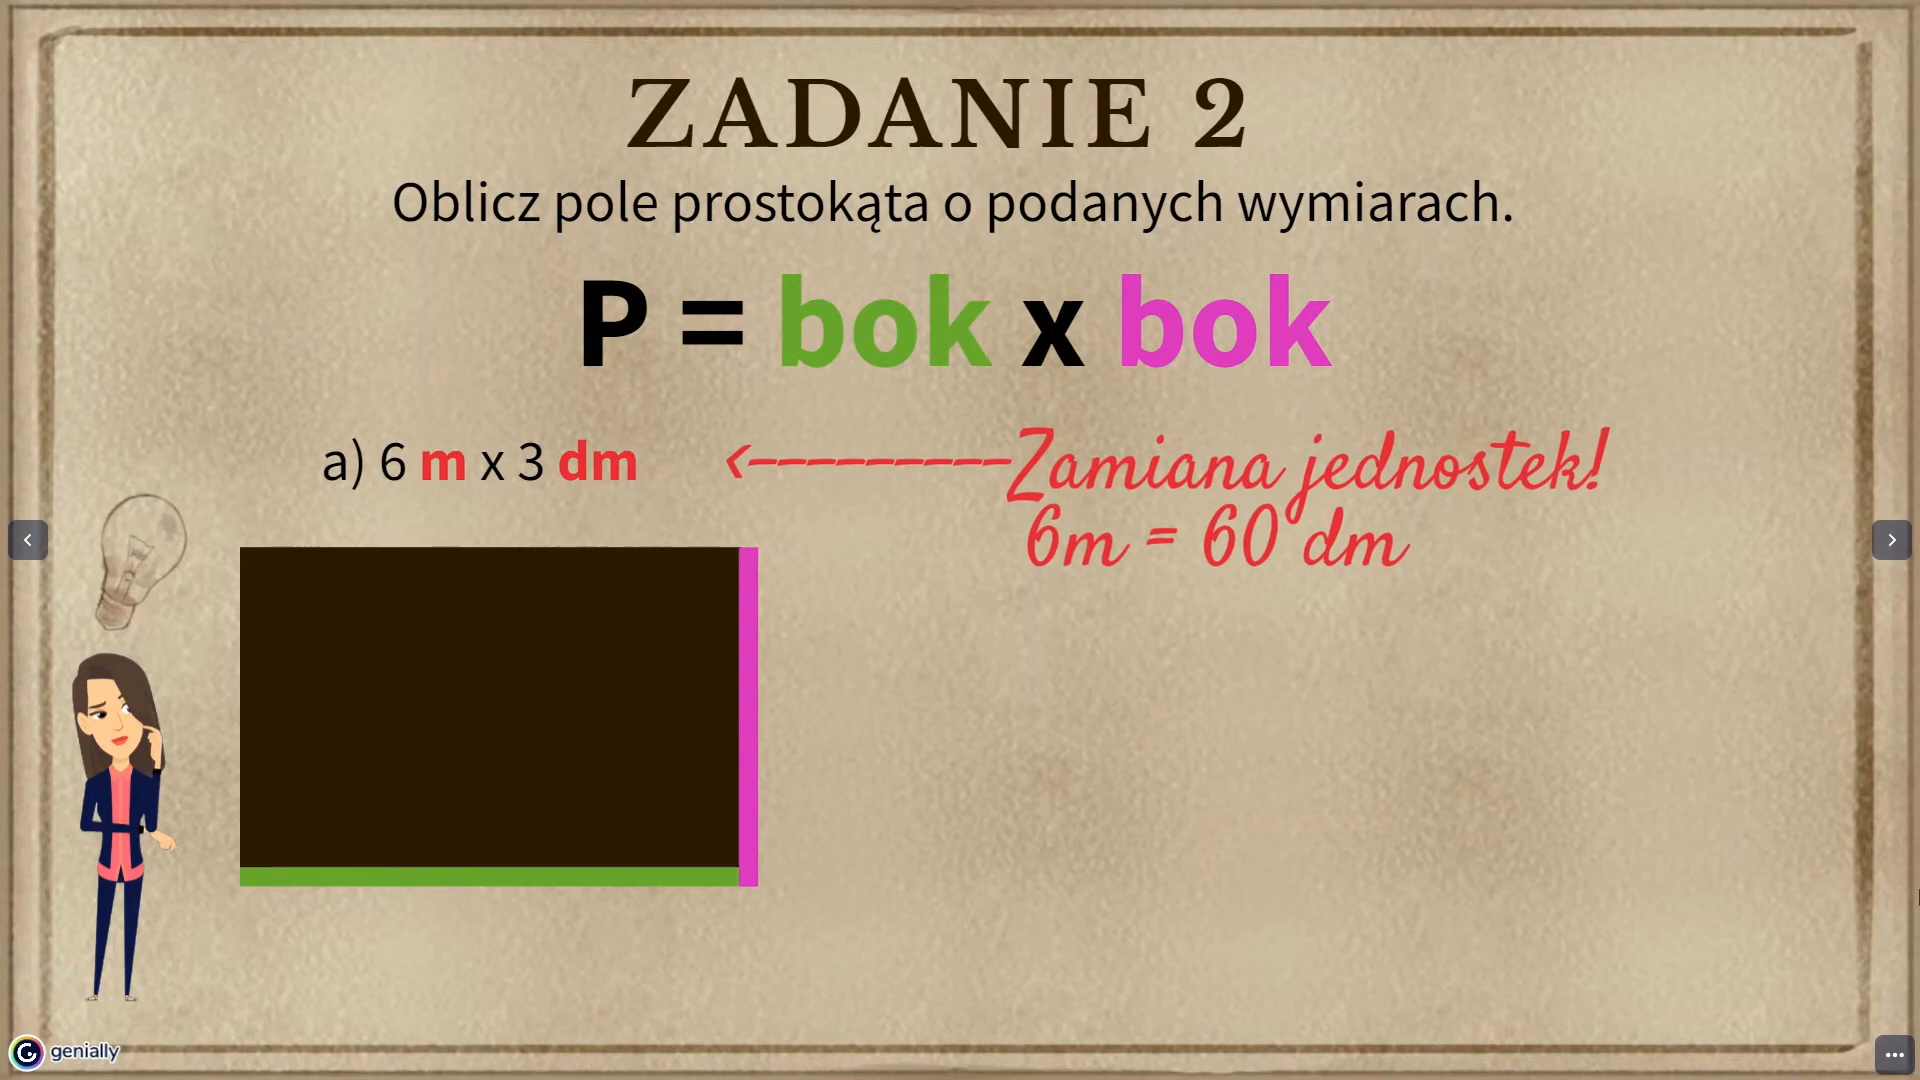 ZADANIE 2
Oblicz pole prostokąta o podanych wymiarach.
P = bok x bok
a) 6 m x 3 dm <--------- Zamiana jednostek!
6m = 60 dm
genially